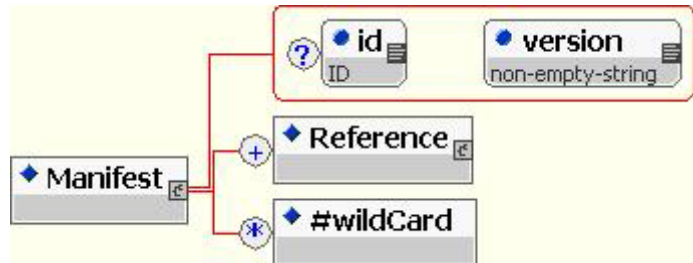 ? id version
ID non-empty-string
+ Reference
Manifest
* #wildCard